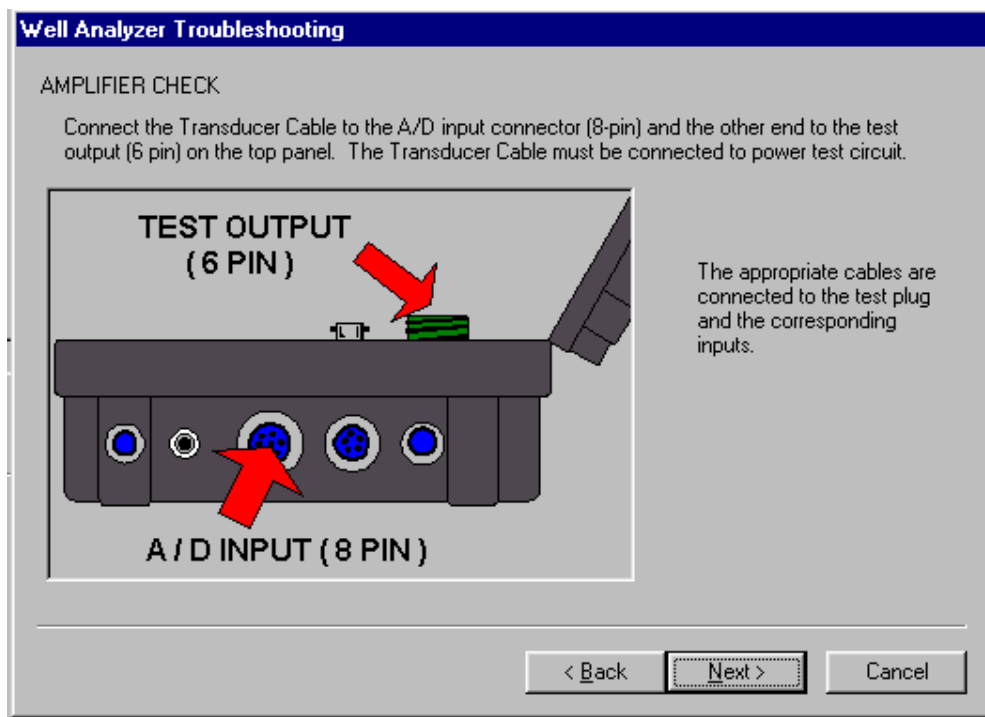 Well Analyzer Troubleshooting
AMPLIFIER CHECK
Connect the Transducer Cable to the A/D input connector (8-pin) and the other end to the test
output (6 pin) on the top panel.  The Transducer Cable must be connected to power test circuit.
TEST OUTPUT
( 6 PIN )
The appropriate cables are
connected to the test plug
and the corresponding
inputs.
A / D INPUT ( 8 PIN )
< Back
Next >
Cancel